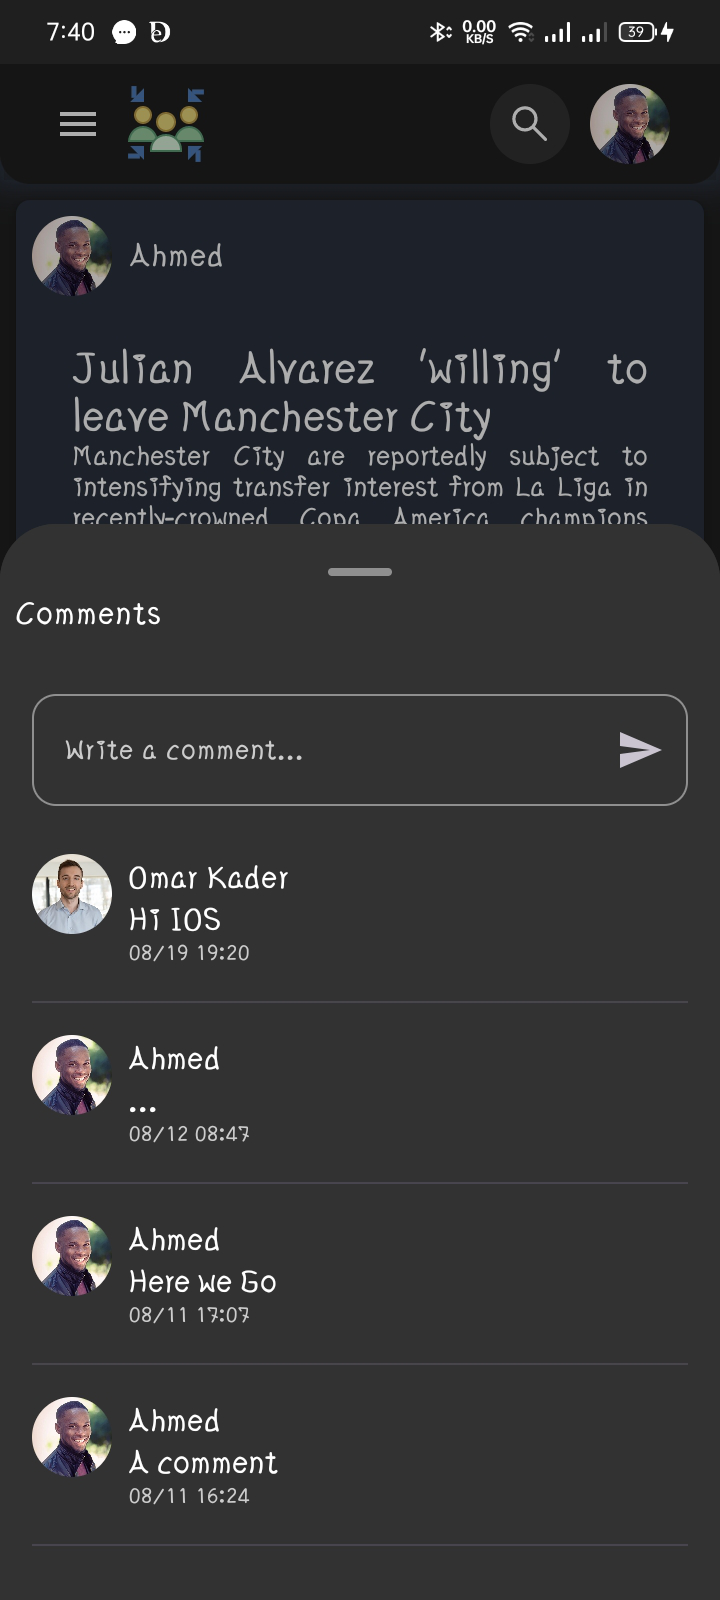 7:40
0.00
KB/S
39
Ahmed
Julian Alvarez 'willing' to
leave Manchester City
Manchester City are reportedly subject to
intensifying transfer interest from La Liga in
recently-crowned Copa America champions
Comments
Write a comment...
Omar Kader
Hi IOS
08/19 19:20
Ahmed
...
08/12 08:47
Ahmed
Here we Go
08/11 17:07
Ahmed
A comment
08/11 16:24